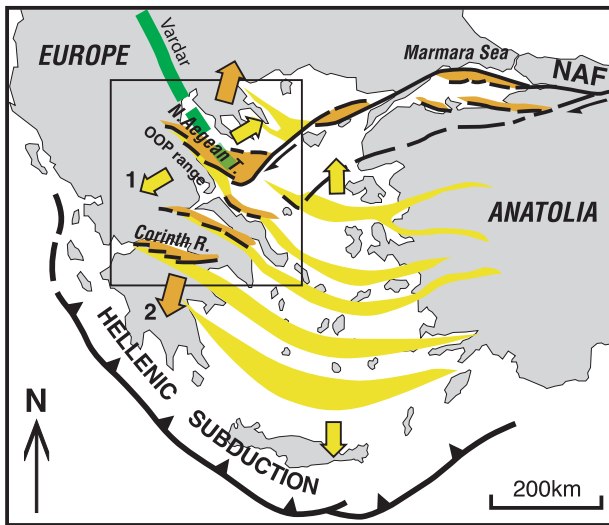 EUROPE
Vardar
Marmara Sea
NAF
N.Aegean T.
OOP range
1
ANATOLIA
Corinth R.
2
HELLENIC SUBDUCTION
N
200km